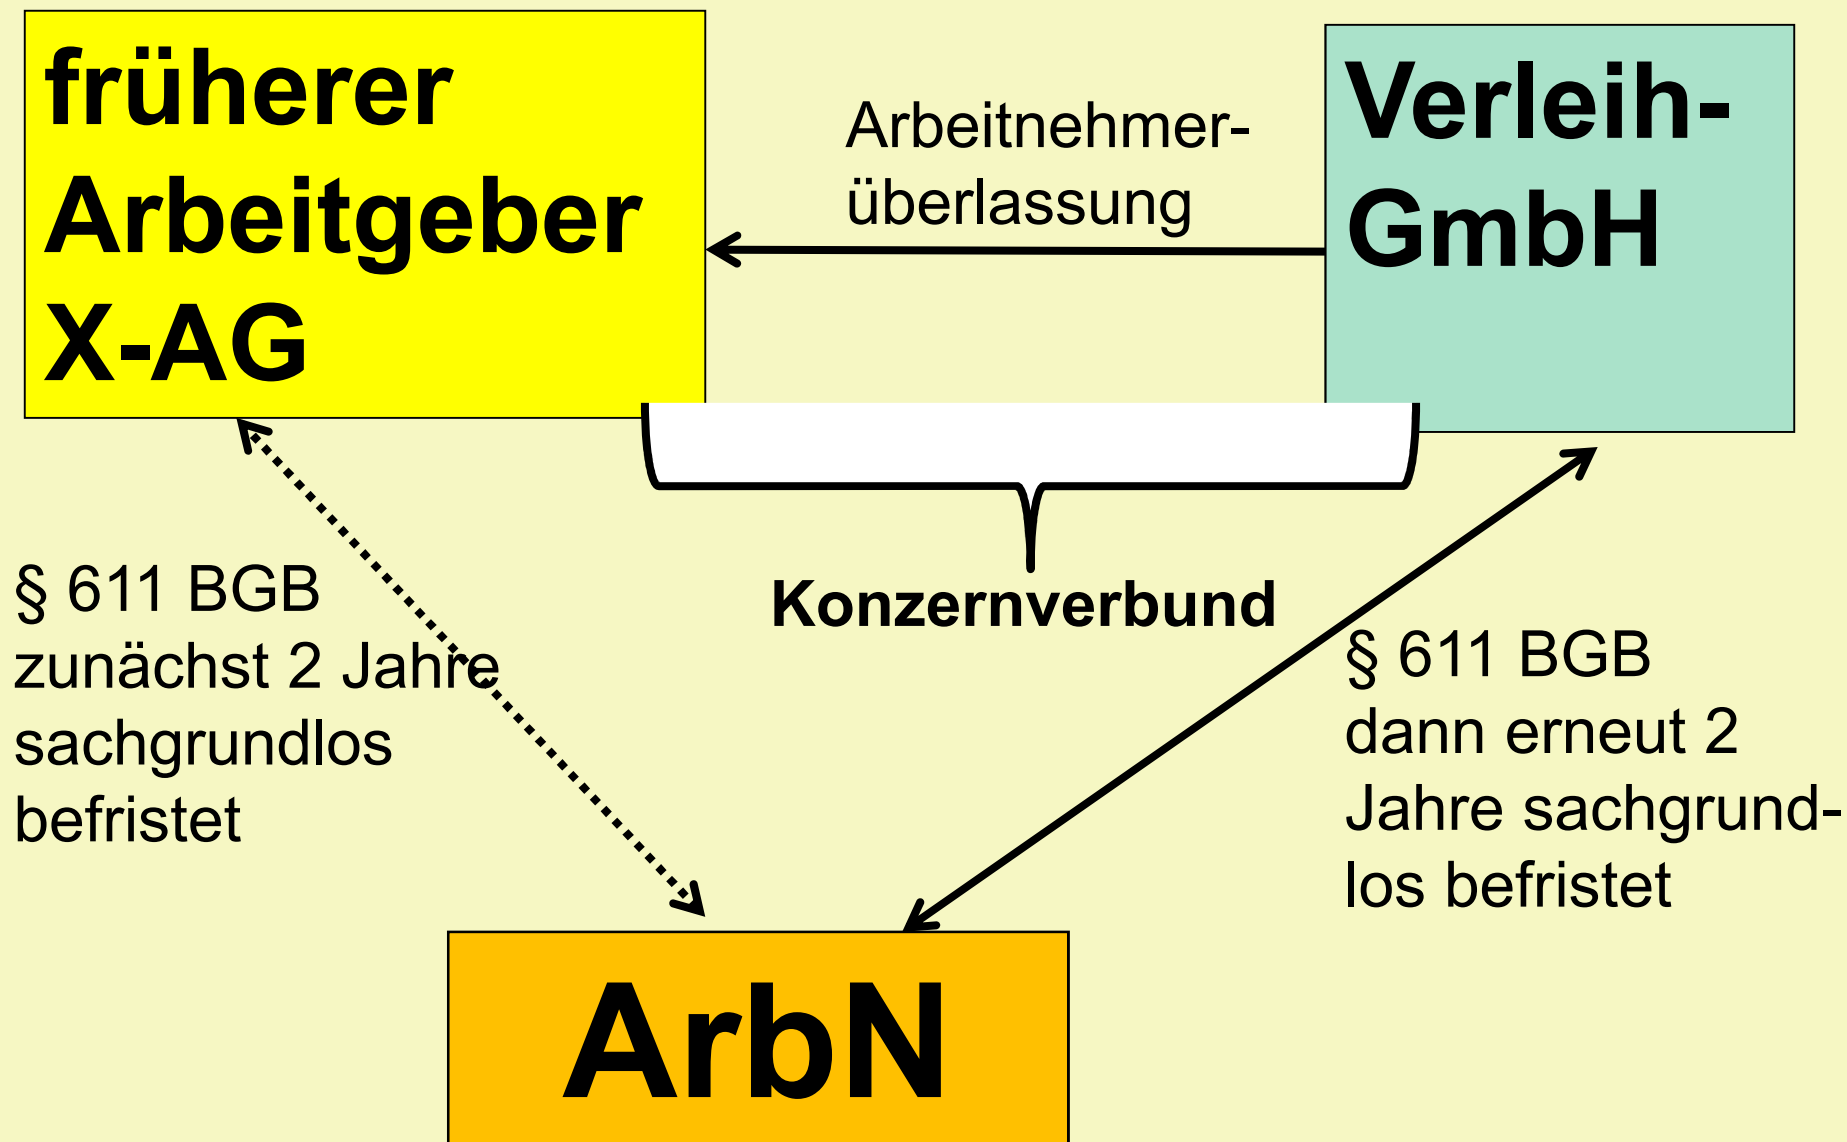 früherer
Arbeitgeber
X-AG
Arbeitnehmer-
überlassung
Verleih-
GmbH
Konzernverbund
§ 611 BGB
zunächst 2 Jahre
sachgrundlos
befristet
§ 611 BGB
dann erneut 2
Jahre sachgrund-
los befristet
ArbN